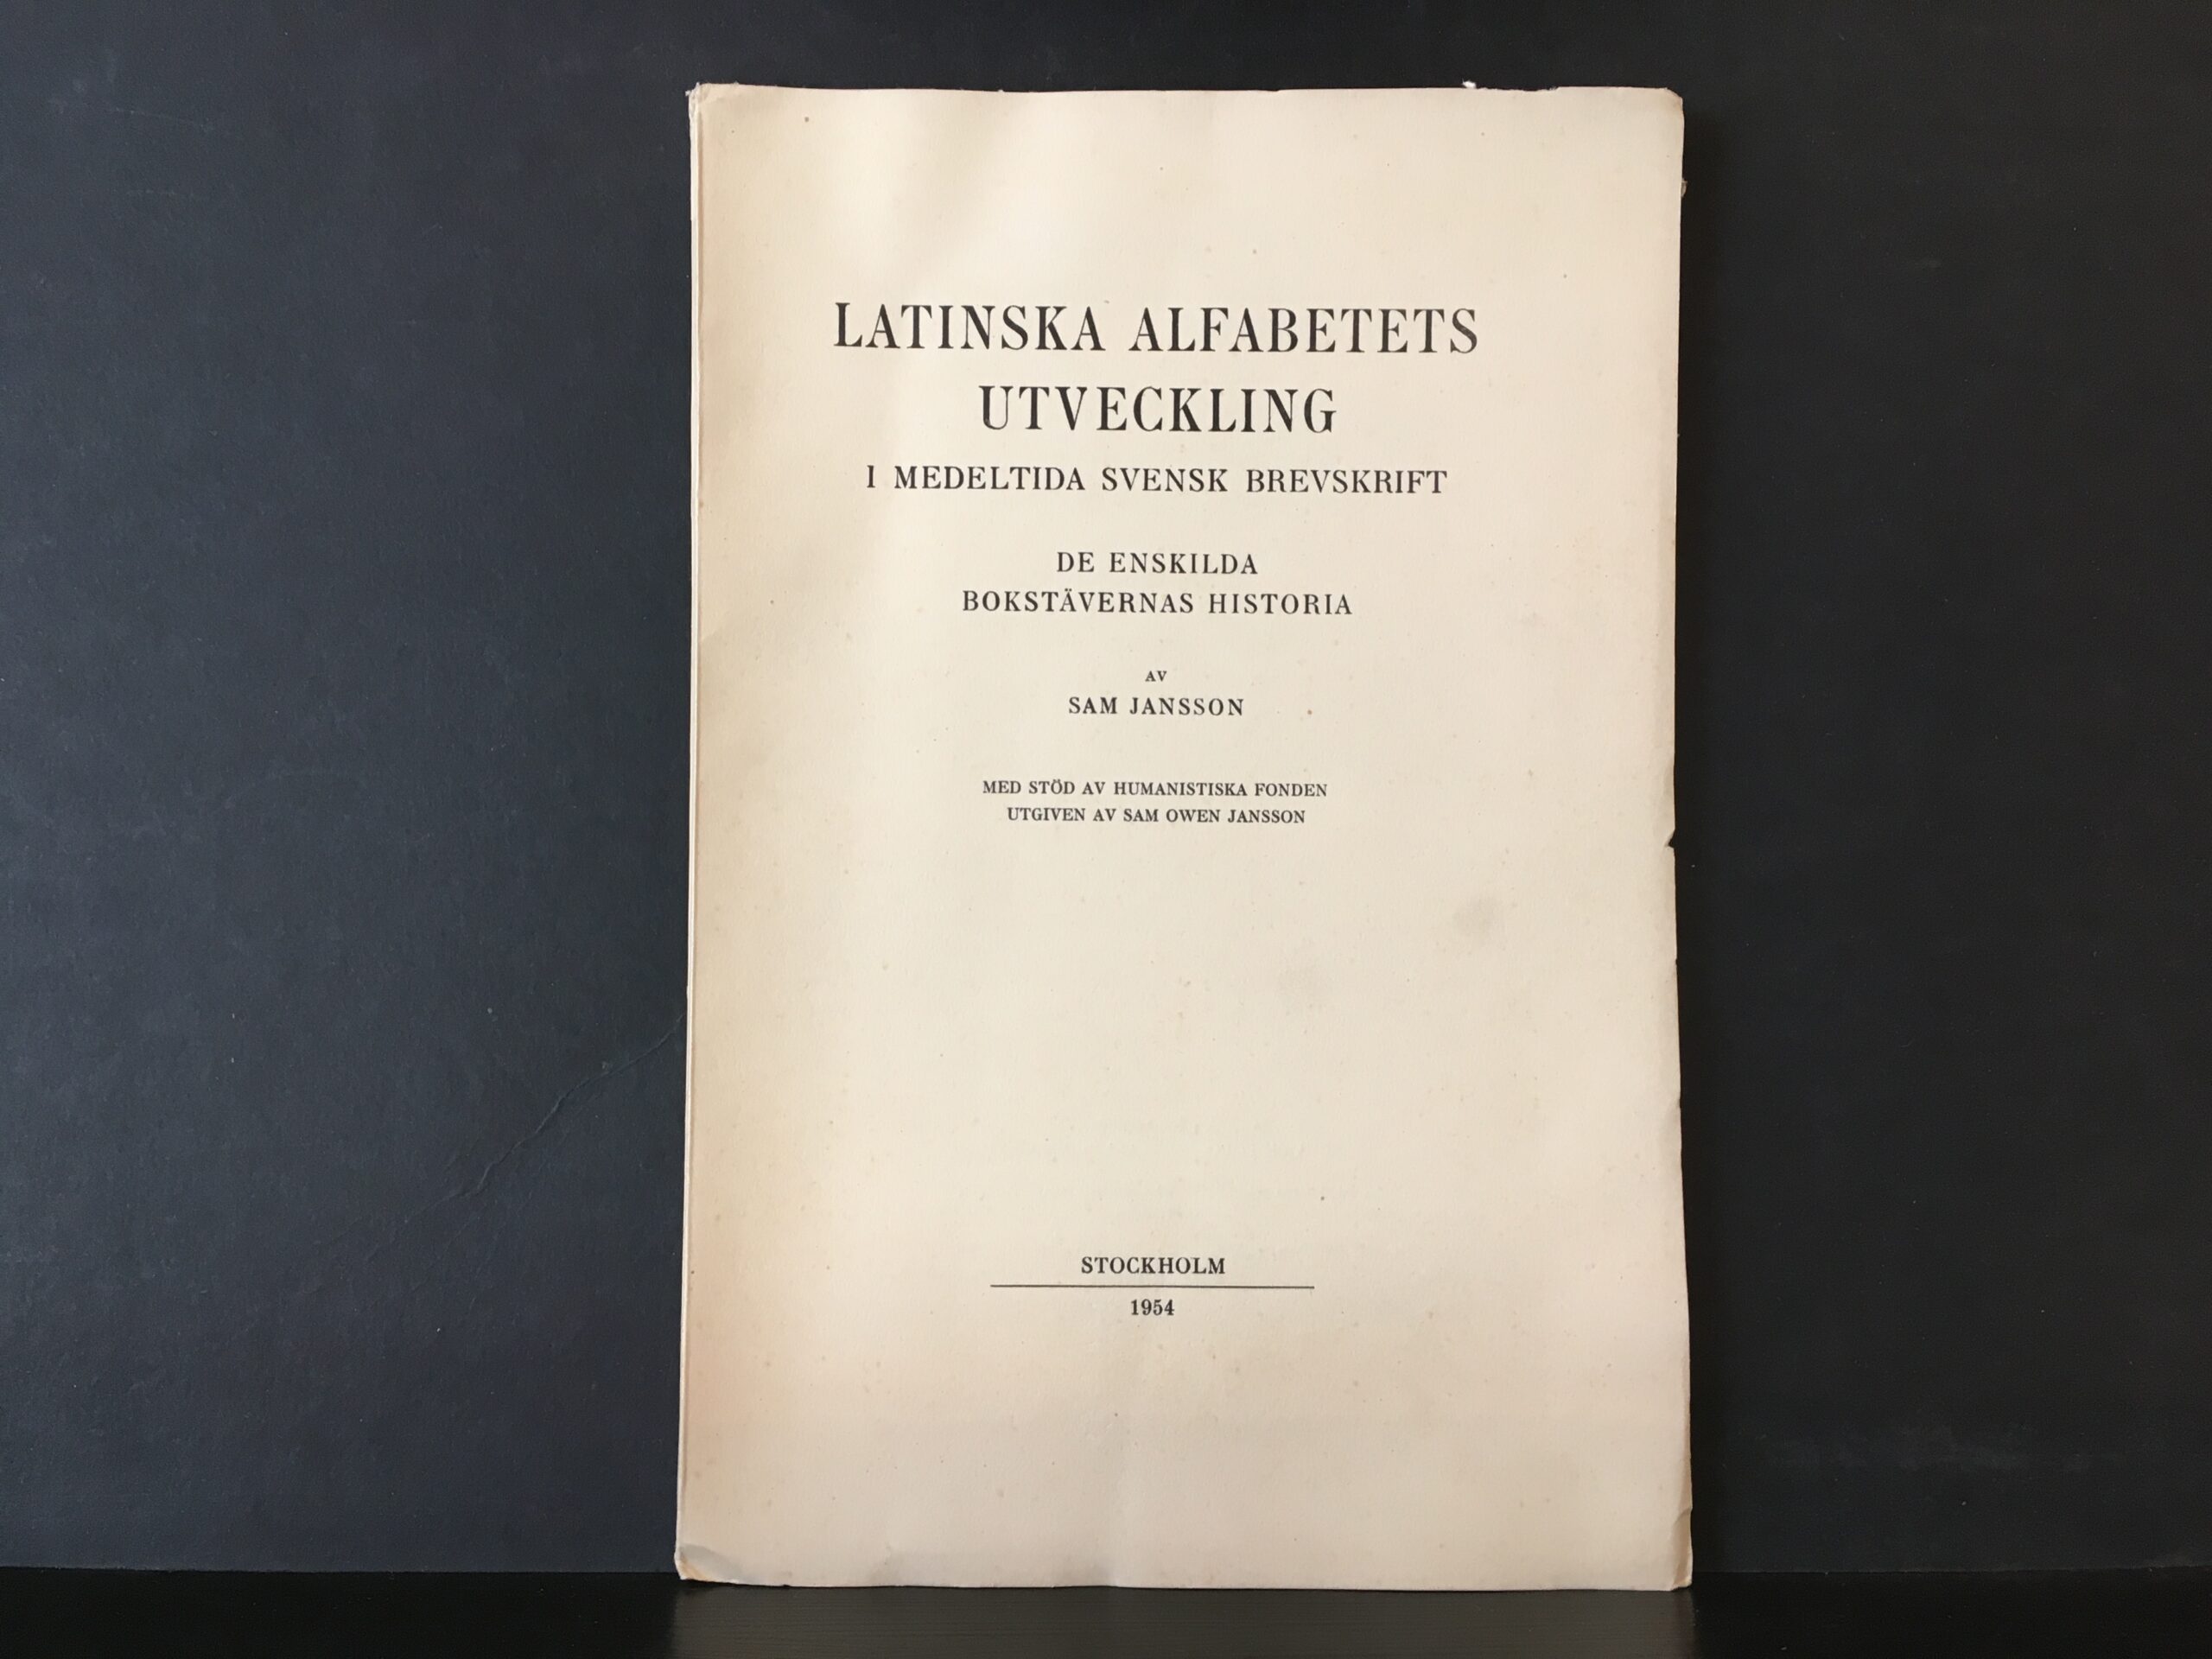 LATINSKA ALFABETETS
UTVECKLING
I MEDELTIDA SVENSK BREVSKRIFT
DE ENSKILDA
BOKSTÄVERNAS HISTORIA
AV
SAM JANSSON
MED STÖD AV HUMANISTISKA FONDEN
UTGIVEN AV SAM OWEN JANSSON
STOCKHOLM
1954